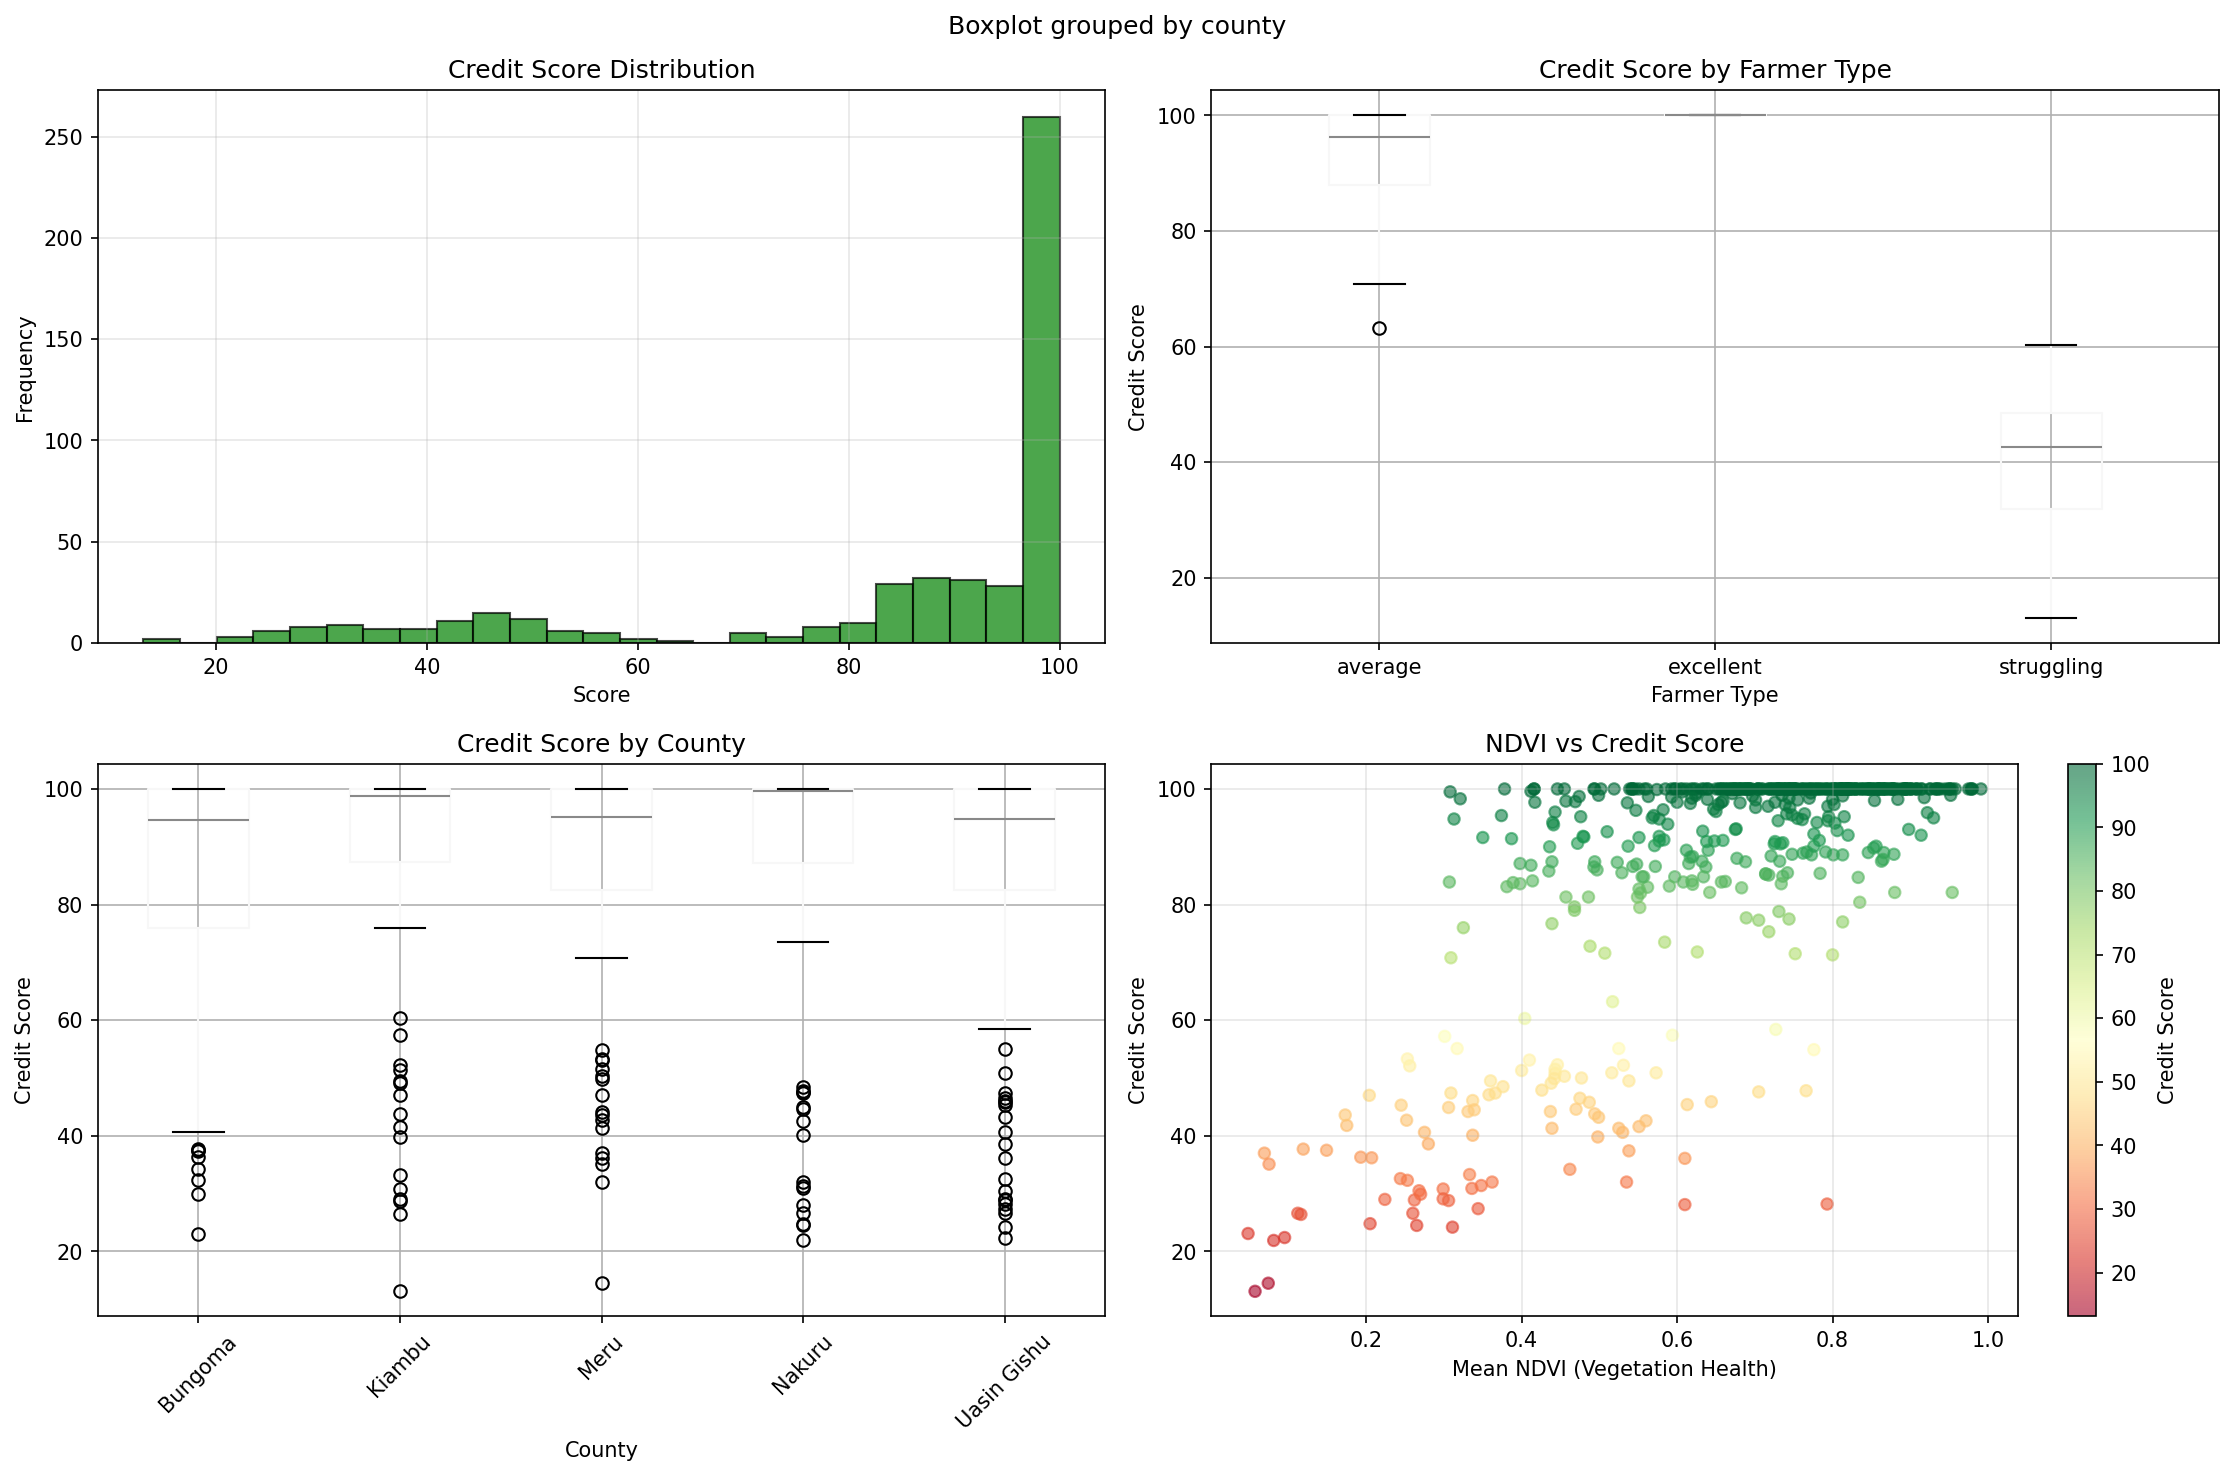 Boxplot grouped by county
Credit Score Distribution
Frequency
250
200
150
100
50
0
20 40 60 80 100
Score
Credit Score by Farmer Type
Credit Score
100
80
60
40
20
average excellent struggling
Farmer Type
Credit Score by County
Credit Score
100
80
60
40
20
Bungoma Kiambu Meru Nakuru Uasin Gishu
County
NDVI vs Credit Score
Credit Score
100
80
60
40
20
0.2 0.4 0.6 0.8 1.0
Mean NDVI (Vegetation Health)
100
90
80
70
60
50
40
30
20
Credit Score